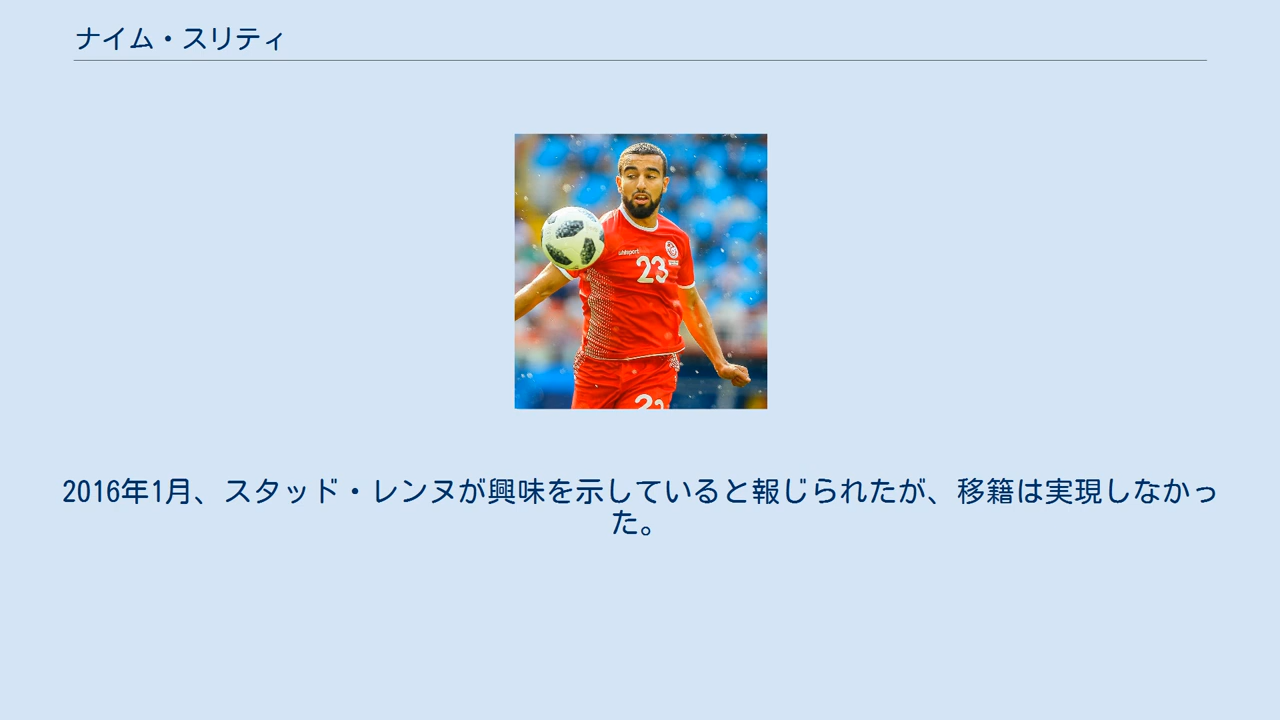 ナイム・スリティ
uhlsport
23
2016年1月、スタッド・レンヌが興味を示していると報じられたが、移籍は実現しなかっ
た。